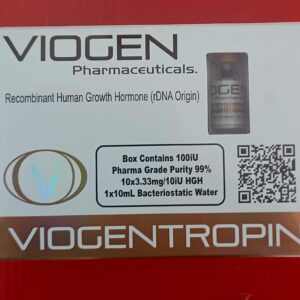 VIOGEN
Pharmaceuticals.
Recombinant Human Growth Hormone (rDNA Origin)
Box Contains 100iU
Pharma Grade Purity 99%
10x3.33mg/10iU HGH
1x10mL Bacteriostatic Water
V
VIOGENTROPIN